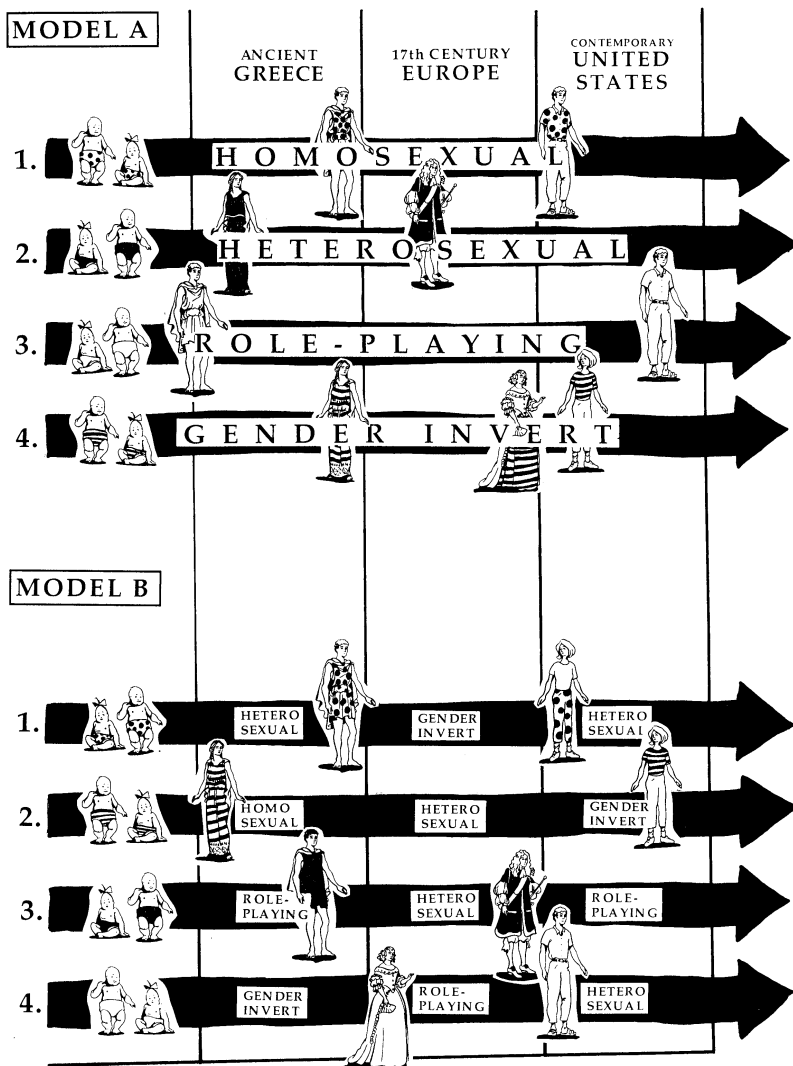 MODEL A
ANCIENT
GREECE
17th CENTURY
EUROPE
CONTEMPORARY
UNITED
STATES
1.
HOMOSEXUAL
2.
HETEROSEXUAL
3.
ROLE-PLAYING
4.
GENDER INVERT
MODEL B
1.
HETERO
SEXUAL
GENDER
INVERT
HETERO
SEXUAL
2.
HOMO
SEXUAL
HETERO
SEXUAL
GENDER
INVERT
3.
ROLE-
PLAYING
HETERO
SEXUAL
ROLE-
PLAYING
4.
GENDER
INVERT
ROLE-
PLAYING
HETERO
SEXUAL